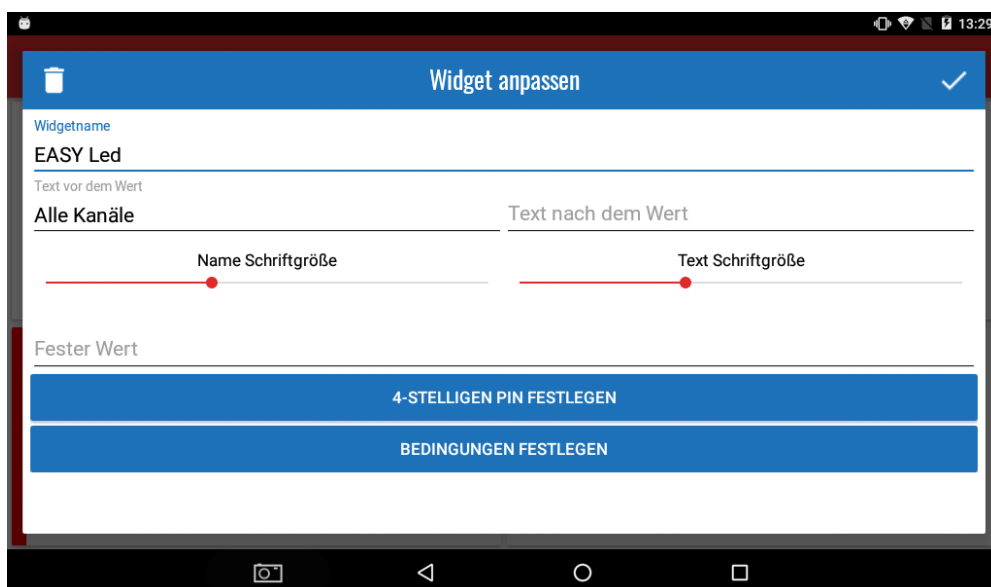 13:29
Widget anpassen
Widgetname
EASY Led
Text vor dem Wert
Alle Kanäle
Text nach dem Wert
Name Schriftgröße
Text Schriftgröße
Fester Wert
4-STELLIGEN PIN FESTLEGEN
BEDINGUNGEN FESTLEGEN